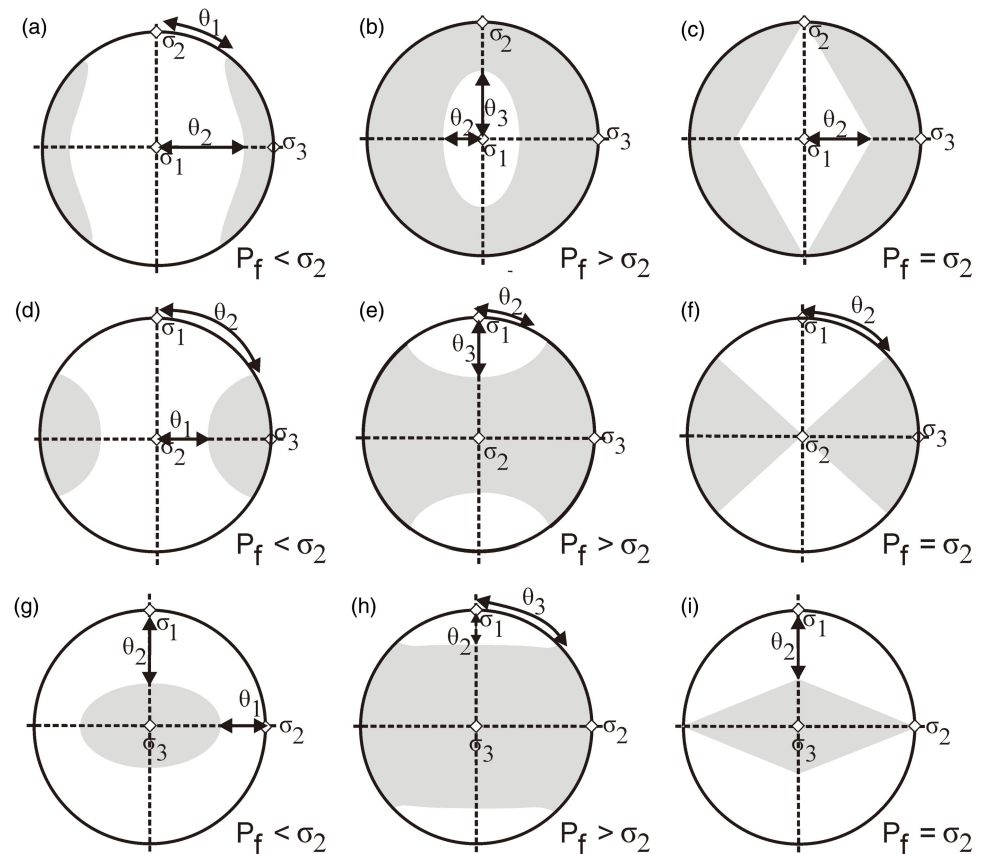 (a)
θ1
σ2
θ2
σ1
σ3
Pf < σ2
(b)
σ2
θ3
θ2
σ1
σ3
Pf > σ2
(c)
σ2
θ2
σ1
σ3
Pf = σ2
(d)
θ2
σ1
θ1
σ2
σ3
Pf < σ2
(e)
θ2
σ1
θ3
σ2
σ3
Pf > σ2
(f)
θ2
σ1
σ2
σ3
Pf = σ2
(g)
σ1
θ2
θ1
σ2
σ3
Pf < σ2
(h)
θ3
σ1
θ2
σ2
σ3
Pf > σ2
(i)
σ1
θ2
σ2
σ3
Pf = σ2